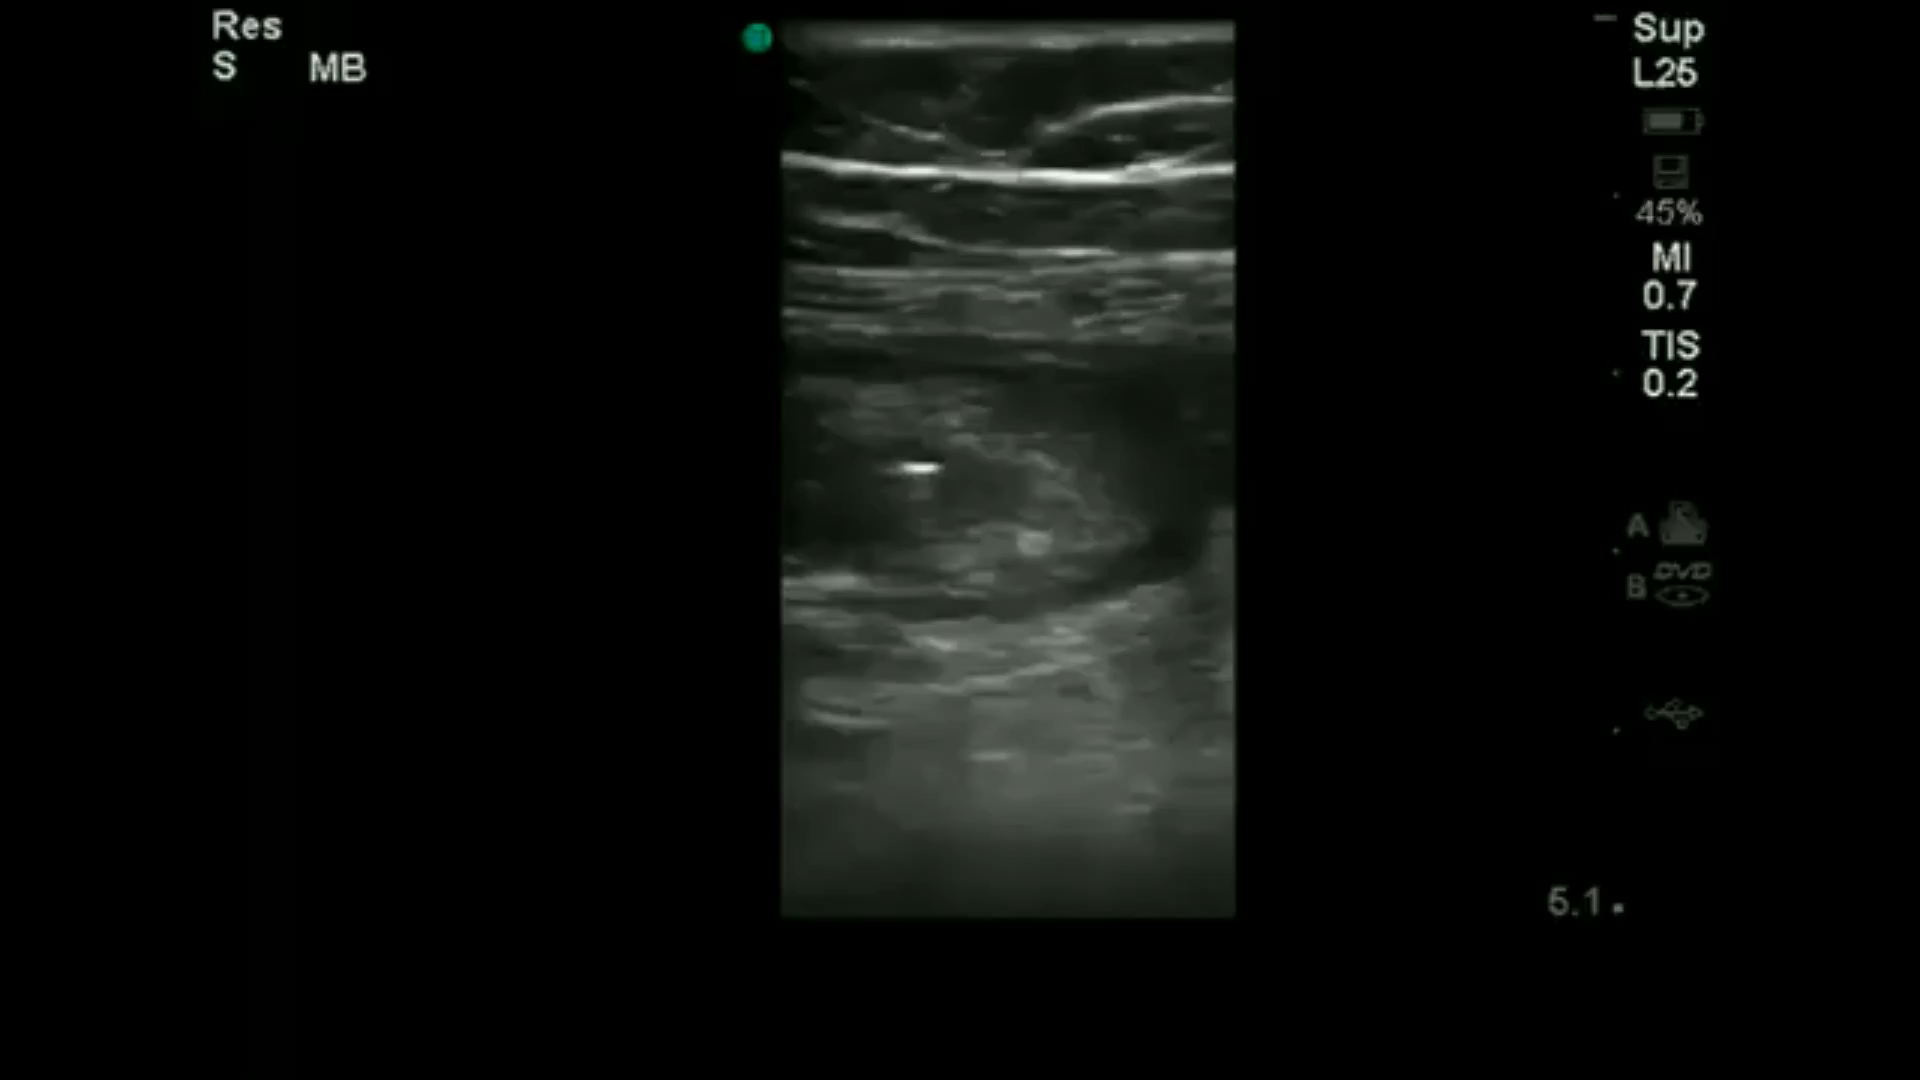 Res
S MB
Sup
L25
45%
MI
0.7
TIS
0.2
A
DVD
B
5.1